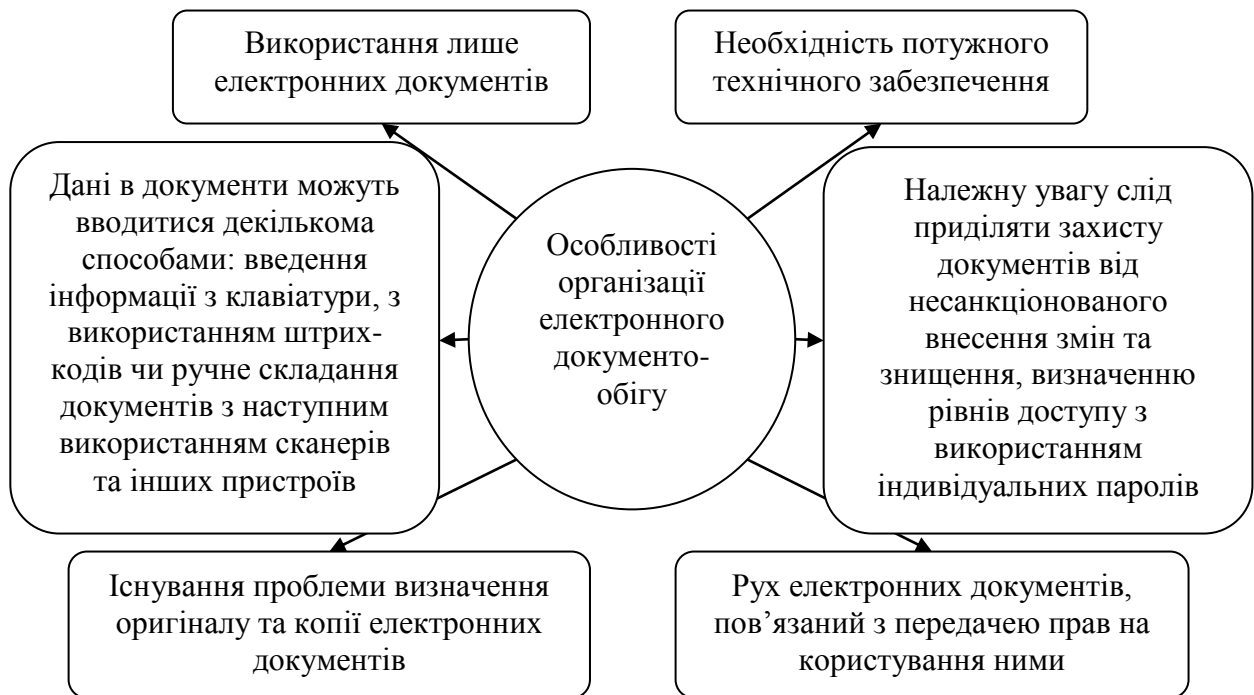 Використання лише
електронних документів
Необхідність потужного
технічного забезпечення
Дані в документи можуть
вводитися декількома
способами: введення
інформації з клавіатури, з
використанням штрих-
кодів чи ручне складання
документів з наступним
використанням сканерів
та інших пристроїв
Особливості
організації
електронного
документо-
обігу
Належну увагу слід
приділяти захисту
документів від
несанкціонованого
внесення змін та
знищення, визначенню
рівнів доступу з
використанням
індивідуальних паролів
Існування проблеми визначення
оригіналу та копії електронних
документів
Рух електронних документів,
пов’язаний з передачею прав на
користування ними